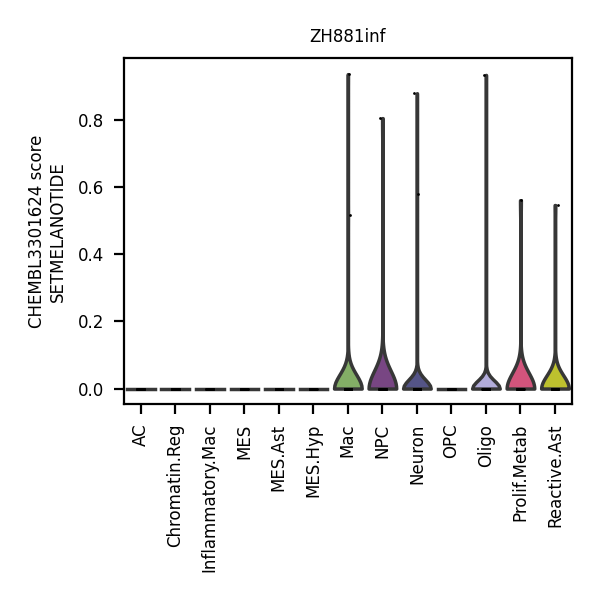 ZH881inf
CHEMBL3301624 score
SETMELANOTIDE
0.8
0.6
0.4
0.2
0.0
AC
Chromatin.Reg
Inflammatory.Mac
MES
MES.Ast
MES.Hyp
Mac
NPC
Neuron
OPC
Oligo
Prolif.Metab
Reactive.Ast